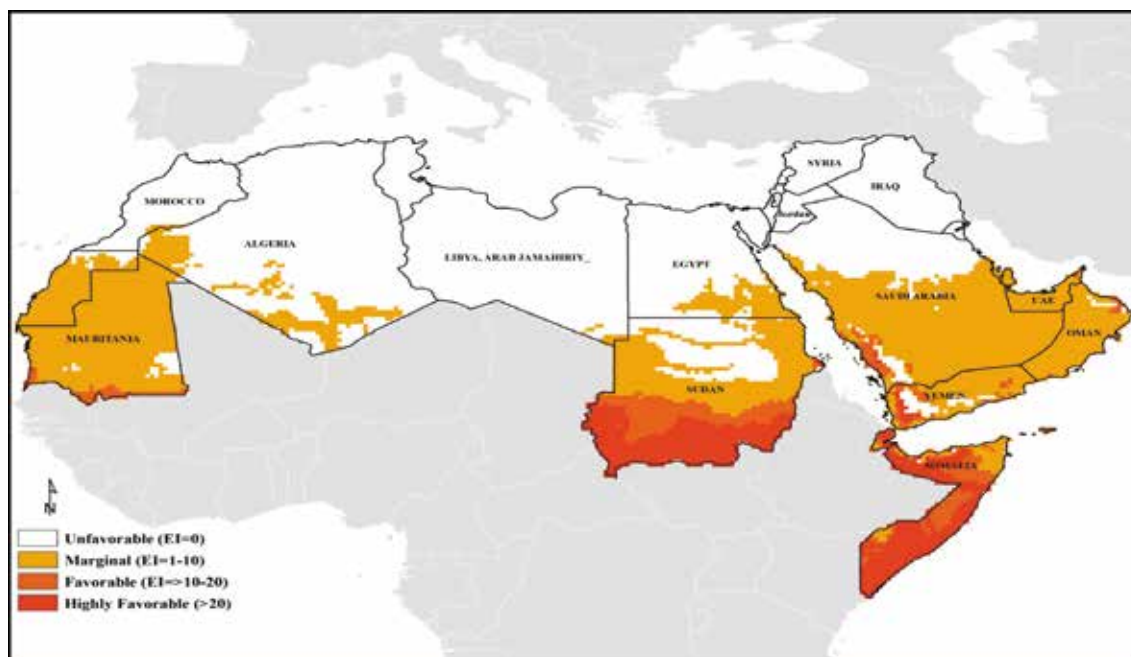 SYRIA
IRAQ
MOROCCO
Jordan
ALGERIA
LIBYA, ARAB JAMAHIRIY_
EGYPT
SAUDI ARABIA
UAE
MAURITANIA
OMAN
SUDAN
YEMEN
SOMALIA
N
Unfavorable (EI=0)
Marginal (EI=1-10)
Favorable (EI=>10-20)
Highly Favorable (>20)